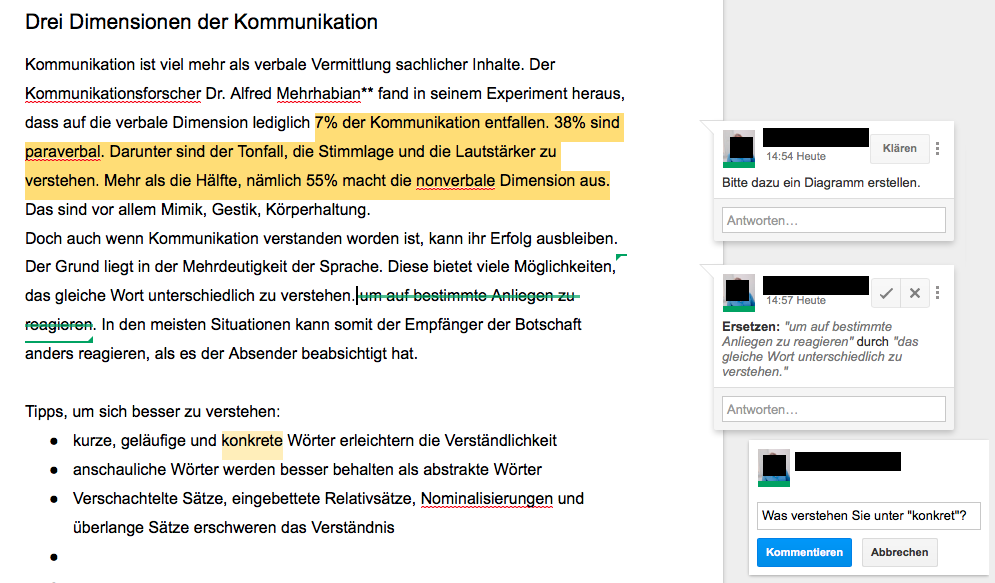 Drei Dimensionen der Kommunikation
Kommunikation ist viel mehr als verbale Vermittlung sachlicher Inhalte. Der
Kommunikationsforscher Dr. Alfred Mehrhabian** fand in seinem Experiment heraus,
dass auf die verbale Dimension lediglich 7% der Kommunikation entfallen. 38% sind
paraverbal. Darunter sind der Tonfall, die Stimmlage und die Lautstärker zu
verstehen. Mehr als die Hälfte, nämlich 55% macht die nonverbale Dimension aus.
Das sind vor allem Mimik, Gestik, Körperhaltung.
Doch auch wenn Kommunikation verstanden worden ist, kann ihr Erfolg ausbleiben.
Der Grund liegt in der Mehrdeutigkeit der Sprache. Diese bietet viele Möglichkeiten,
das gleiche Wort unterschiedlich zu verstehen. um auf bestimmte Anliegen zu
reagieren. In den meisten Situationen kann somit der Empfänger der Botschaft
anders reagieren, als es der Absender beabsichtigt hat.
Tipps, um sich besser zu verstehen:
● kurze, geläufige und konkrete Wörter erleichtern die Verständlichkeit
● anschauliche Wörter werden besser behalten als abstrakte Wörter
● Verschachtelte Sätze, eingebettete Relativsätze, Nominalisierungen und
überlange Sätze erschweren das Verständnis
●
14:54 Heute
Klären
Bitte dazu ein Diagramm erstellen.
Antworten…
14:57 Heute
Ersetzen: "um auf bestimmte
Anliegen zu reagieren" durch "das
gleiche Wort unterschiedlich zu
verstehen."
Antworten…
Was verstehen Sie unter "konkret"?
Kommentieren
Abbrechen